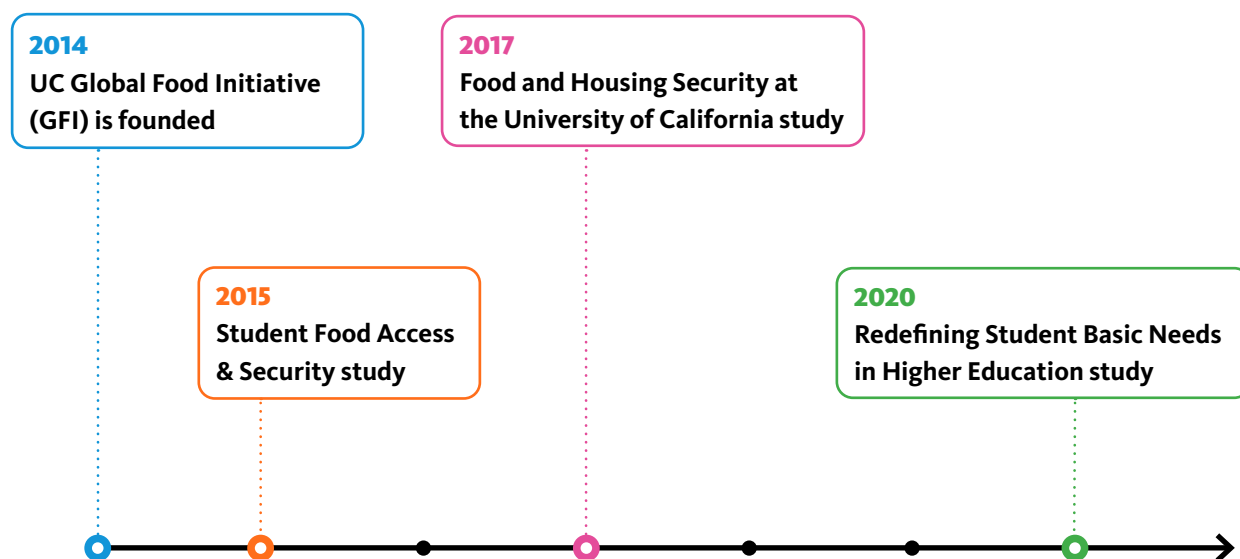 2014
UC Global Food Initiative
(GFI) is founded
2015
Student Food Access
& Security study
2017
Food and Housing Security at
the University of California study
2020
Redefining Student Basic Needs
in Higher Education study